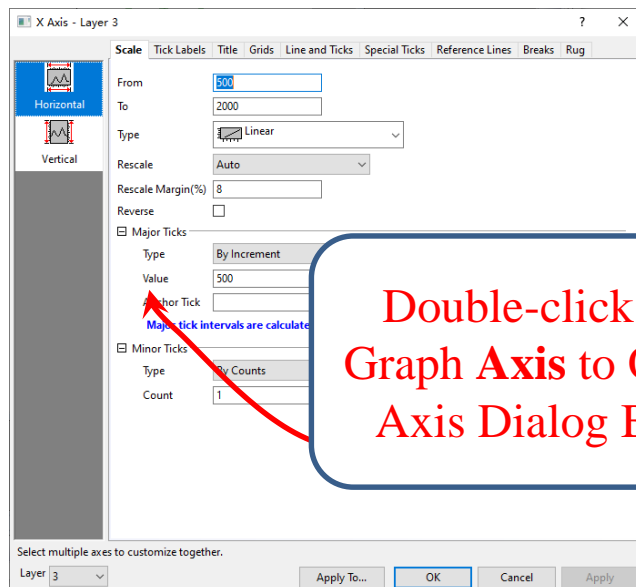 X Axis - Layer 3
Scale Tick Labels Title Grids Line and Ticks Special Ticks Reference Lines Breaks Rug
Horizontal
Vertical
From 500
To 2000
Type Linear
Rescale Auto
Rescale Margin(%) 8
Reverse
Major Ticks
Type By Increment
Value 500
Anchor Tick
Major tick intervals are calculate
Minor Ticks
Type By Counts
Count 1
Double-click
Graph Axis to
Axis Dialog
Select multiple axes to customize together.
Layer 3 Apply To... OK Cancel Apply